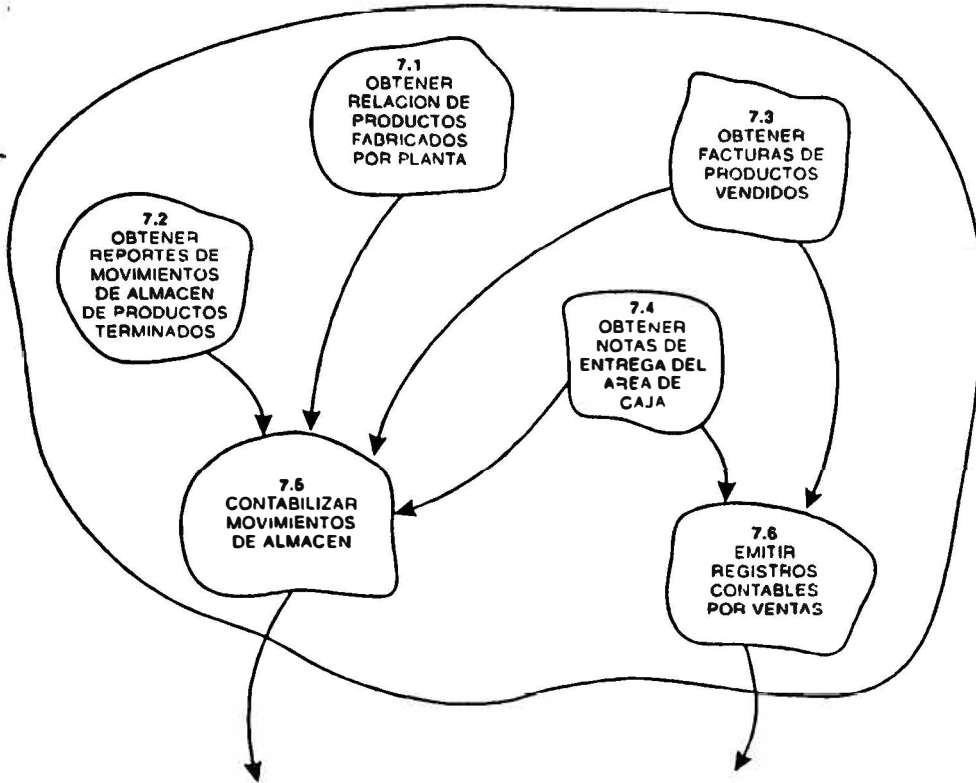 7.1
OBTENER
RELACION DE
PRODUCTOS
FABRICADOS
POR PLANTA
7.3
OBTENER
FACTURAS DE
PRODUCTOS
VENDIDOS
7.2
OBTENER
REPORTES DE
MOVIMIENTOS
DE ALMACEN
DE PRODUCTOS
TERMINADOS
7.4
OBTENER
NOTAS DE
ENTREGA DEL
AREA DE
CAJA
7.5
CONTABILIZAR
MOVIMIENTOS
DE ALMACEN
7.6
EMITIR
REGISTROS
CONTABLES
POR VENTAS